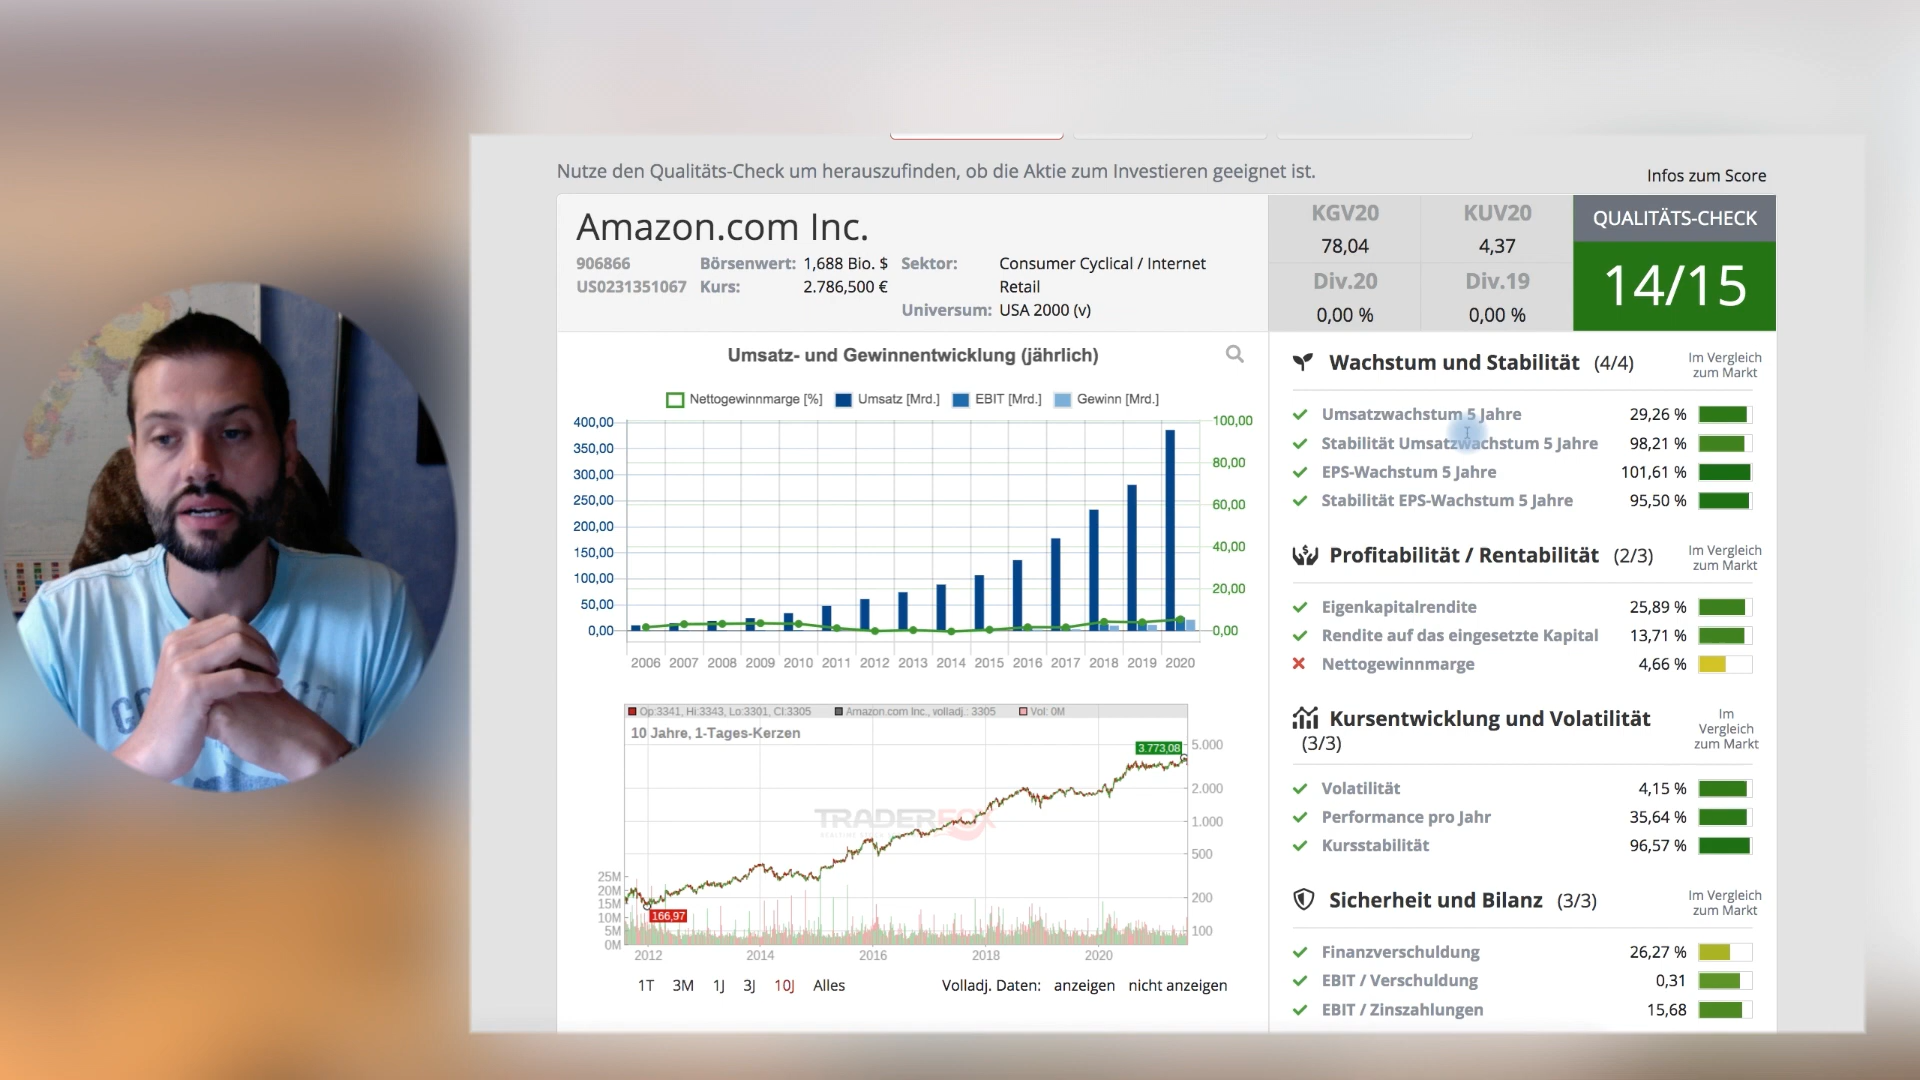 Nutze den Qualitäts-Check um herauszufinden, ob die Aktie zum Investieren geeignet ist.
Infos zum Score
Amazon.com Inc.
906866 Börsenwert: 1,688 Bio. $ Sektor: Consumer Cyclical / Internet
US0231351067 Kurs: 2.786,500 € Retail
Universum: USA 2000 (v)
KGV20 KUV20
78,04 4,37
Div.20 Div.19
0,00 % 0,00 %
QUALITÄTS-CHECK
14/15
Umsatz- und Gewinnentwicklung (jährlich)
Nettogewinnmarge [%] Umsatz [Mrd.] EBIT [Mrd.] Gewinn [Mrd.]
400,00 100,00
350,00
300,00 80,00
250,00 60,00
200,00
150,00 40,00
100,00 20,00
50,00
0,00 0,00
2006 2007 2008 2009 2010 2011 2012 2013 2014 2015 2016 2017 2018 2019 2020
Op:3341, Hi:3343, Lo:3301, Cl:3305 Amazon.com Inc., volladj.: 3305 Vol: 0M
10 Jahre, 1-Tages-Kerzen
3.773,08
5.000
2.000
TRADERFOX
1.000
500
25M
20M 200
15M
166,97
10M
5M 100
0M
2012 2014 2016 2018 2020
1T 3M 1J 3J 10J Alles Volladj. Daten: anzeigen nicht anzeigen
Wachstum und Stabilität (4/4) Im Vergleich
zum Markt
Umsatzwachstum 5 Jahre 29,26 %
Stabilität Umsatzwachstum 5 Jahre 98,21 %
EPS-Wachstum 5 Jahre 101,61 %
Stabilität EPS-Wachstum 5 Jahre 95,50 %
Profitabilität / Rentabilität (2/3) Im Vergleich
zum Markt
Eigenkapitalrendite 25,89 %
Rendite auf das eingesetzte Kapital 13,71 %
Nettogewinnmarge 4,66 %
Kursentwicklung und Volatilität
(3/3)
Im
Vergleich
zum Markt
Volatilität 4,15 %
Performance pro Jahr 35,64 %
Kursstabilität 96,57 %
Sicherheit und Bilanz (3/3) Im Vergleich
zum Markt
Finanzverschuldung 26,27 %
EBIT / Verschuldung 0,31
EBIT / Zinszahlungen 15,68